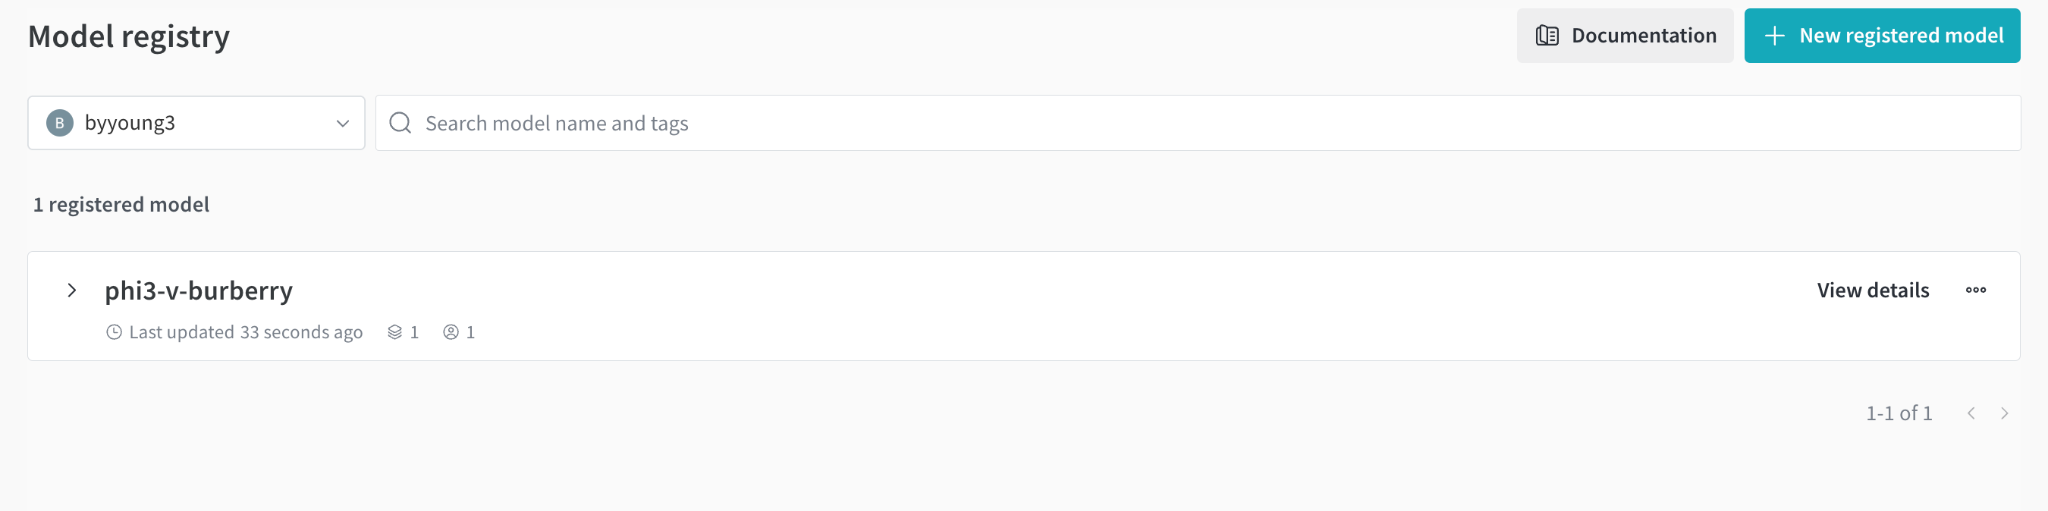 Model registry
Documentation
New registered model
B byyoung3
Search model name and tags
1 registered model
phi3-v-burberry
View details
Last updated 33 seconds ago 1 1
1-1 of 1